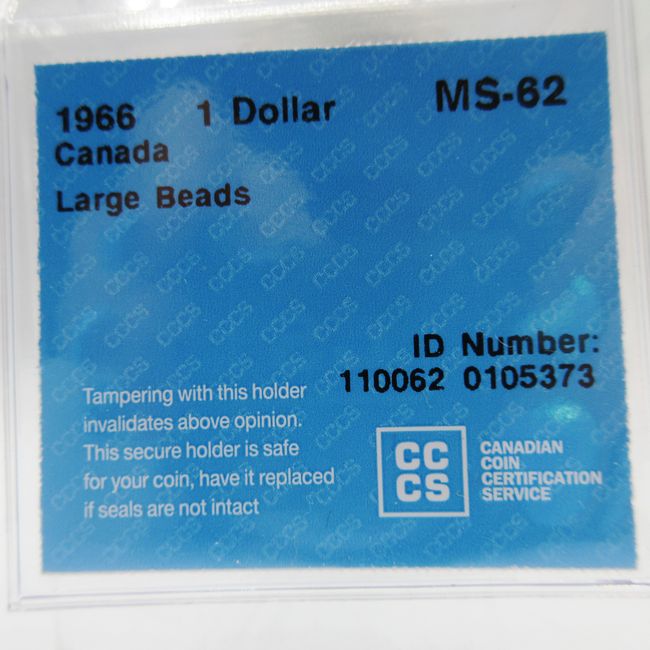 1966 1 Dollar MS-62
Canada
Large Beads
ID Number:
110062 0105373
Tampering with this holder
invalidates above opinion.
This secure holder is safe
for your coin, have it replaced
if seals are not intact
CC
CS
CANADIAN
COIN
CERTIFICATION
SERVICE